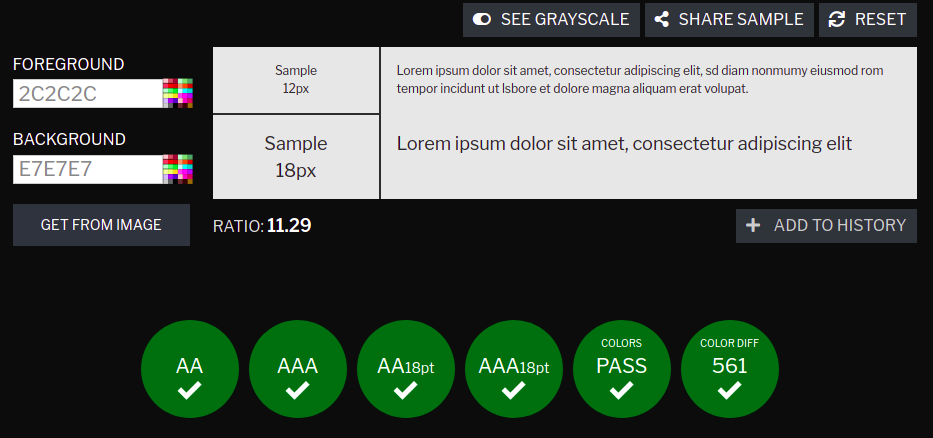 SEE GRAYSCALE
SHARE SAMPLE
RESET
FOREGROUND
2C2C2C
BACKGROUND
E7E7E7
GET FROM IMAGE
Sample
12px
Lorem ipsum dolor sit amet, consectetur adipiscing elit, sd diam nonmumy eiusmod rom
tempor incidunt ut lsbore et dolore magna aliquam erat volupat.
Sample
18px
Lorem ipsum dolor sit amet, consectetur adipiscing elit
RATIO: 11.29
ADD TO HISTORY
AA
AAA
AA18pt
AAA18pt
COLORS
PASS
COLOR DIFF
561